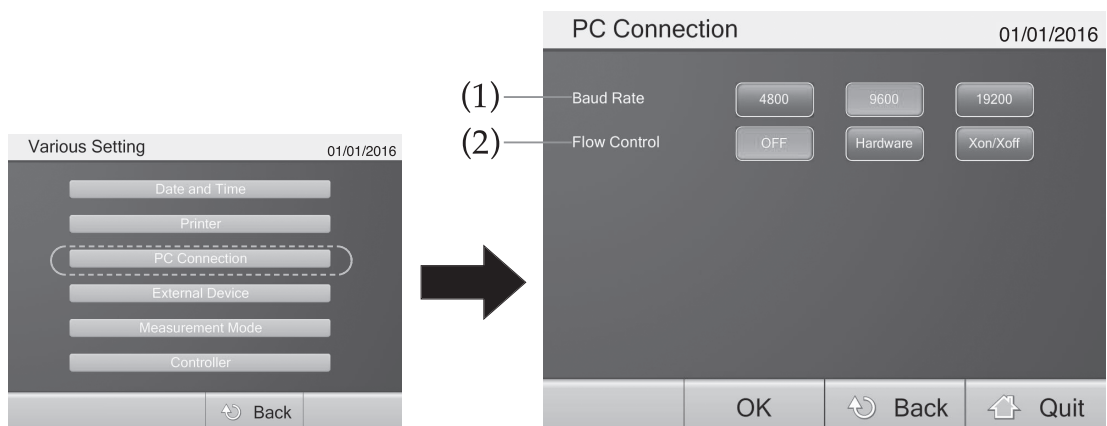 Various Setting 01/01/2016
Date and Time
Printer
PC Connection
External Device
Measurement Mode
Controller
Back
PC Connection 01/01/2016
(1) Baud Rate 4800 9600 19200
(2) Flow Control OFF Hardware Xon/Xoff
OK Back Quit